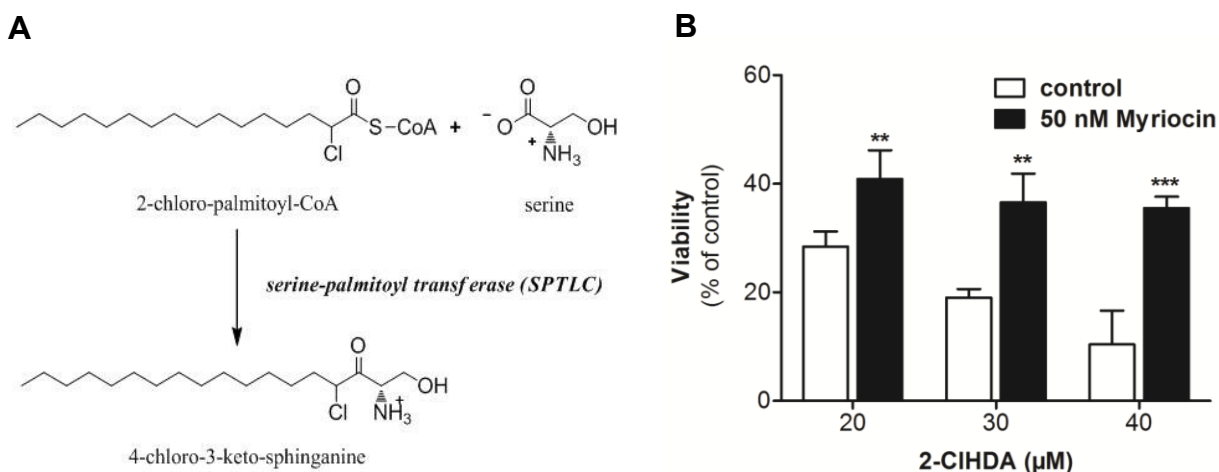 A
O
S-CoA
+
Cl
2-chloro-palmitoyl-CoA
O
- O
OH
+
NH3
serine
serine-palmitoyl transferase (SPTLC)
O
OH
Cl
+
NH3
4-chloro-3-keto-sphinganine
B
control
50 nM Myriocin
Viability
(% of control)
60
40
20
0
**
**
***
20 30 40
2-ClHDA (µM)